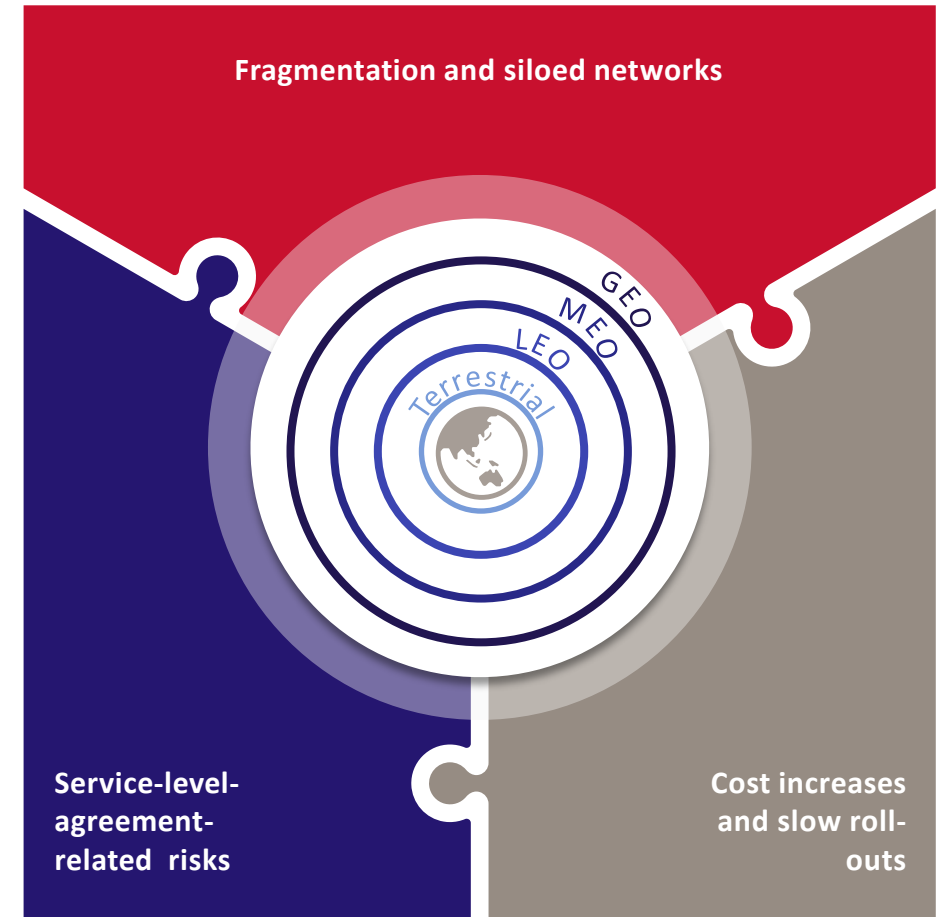 Fragmentation and siloed networks
GEO
MEO
LEO
Terrestrial
Service-level-
agreement-
related  risks
Cost increases
and slow roll-
outs